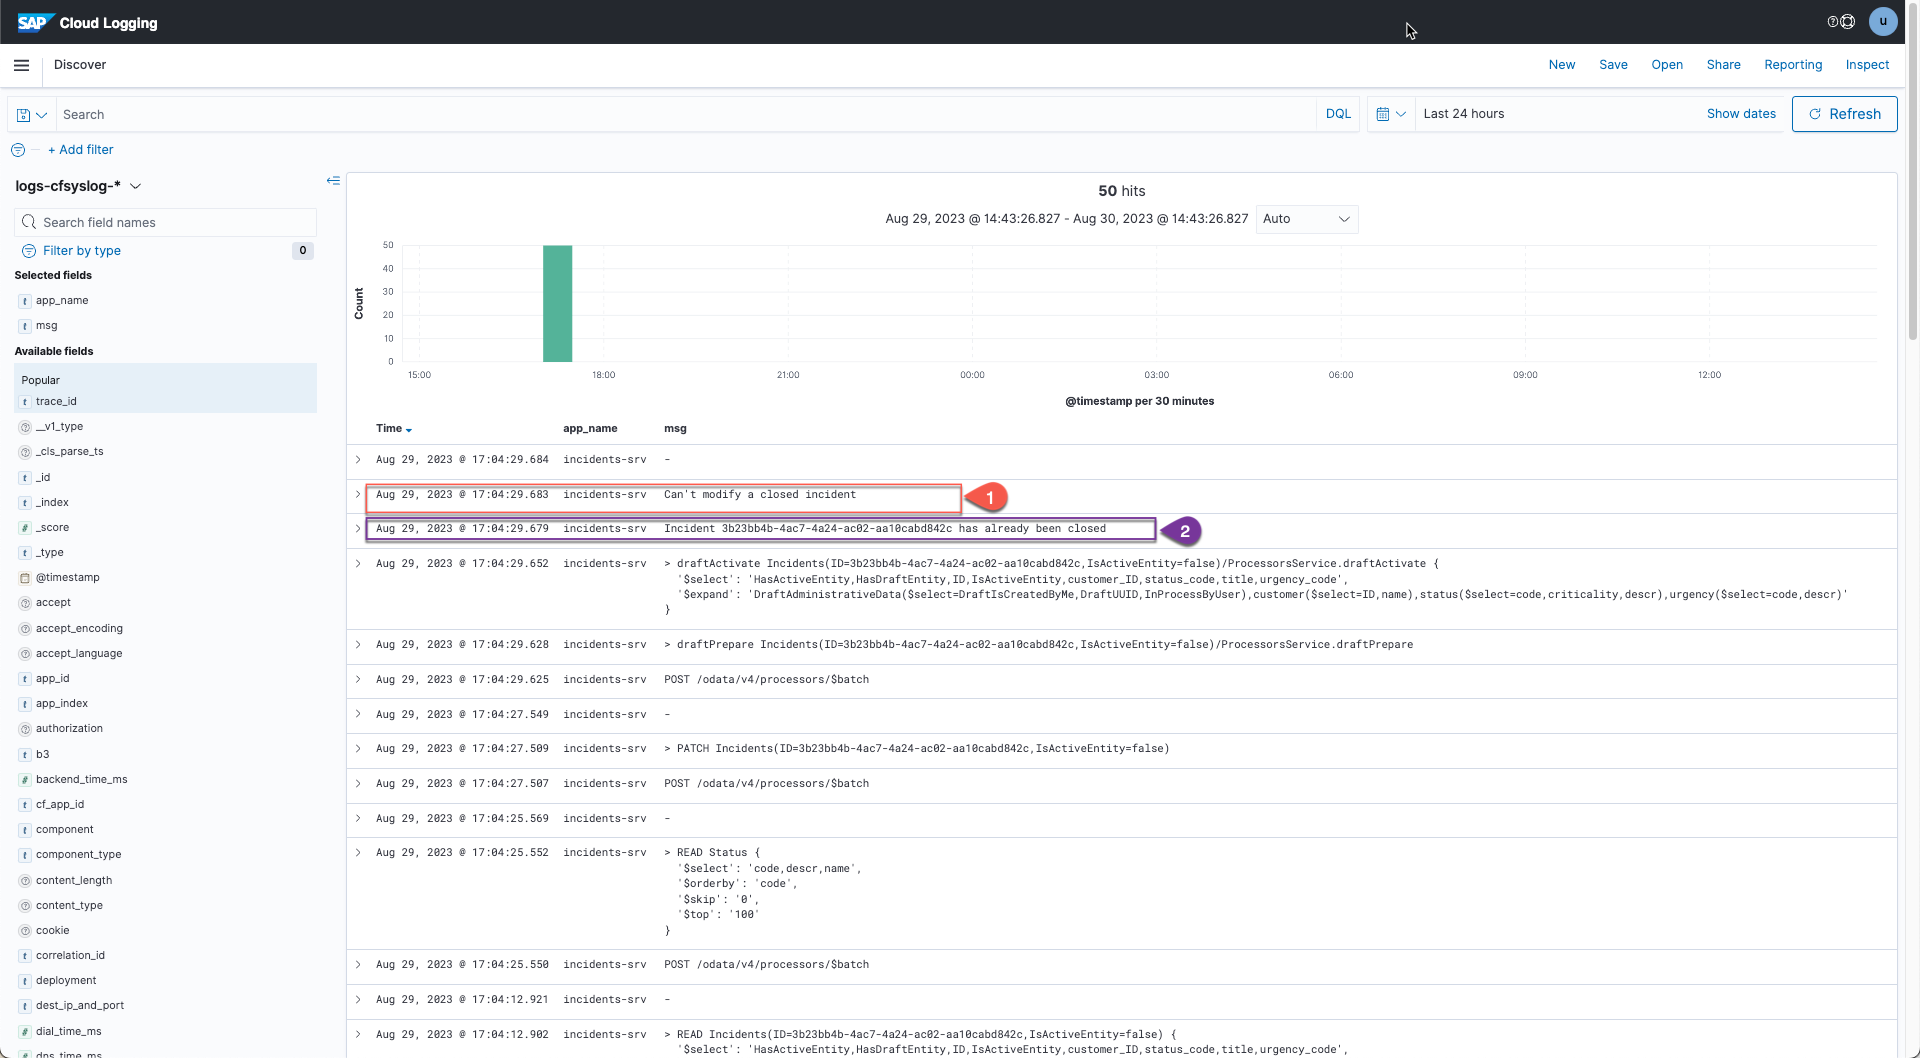 SAP Cloud Logging
u
Discover
New Save Open Share Reporting Inspect
Search
DQL
Last 24 hours
Show dates
Refresh
+ Add filter
logs-cfsyslog-*
Search field names
Filter by type 0
Selected fields
app_name
msg
Available fields
Popular
trace_id
__v1_type
_cls_parse_ts
_id
_index
_score
_type
@timestamp
accept
accept_encoding
accept_language
app_id
app_index
authorization
b3
backend_time_ms
cf_app_id
component
component_type
content_length
content_type
cookie
correlation_id
deployment
dest_ip_and_port
dial_time_ms
dns_time_ms
50 hits
Aug 29, 2023 @ 14:43:26.827 - Aug 30, 2023 @ 14:43:26.827 Auto
Count
50
40
30
20
10
0
15:00 18:00 21:00 00:00 03:00 06:00 09:00 12:00
@timestamp per 30 minutes
Time app_name msg
Aug 29, 2023 @ 17:04:29.684 incidents-srv -
Aug 29, 2023 @ 17:04:29.683 incidents-srv Can't modify a closed incident 1
Aug 29, 2023 @ 17:04:29.679 incidents-srv Incident 3b23bb4b-4ac7-4a24-ac02-aa10cabd842c has already been closed 2
Aug 29, 2023 @ 17:04:29.652 incidents-srv > draftActivate Incidents(ID=3b23bb4b-4ac7-4a24-ac02-aa10cabd842c,IsActiveEntity=false)/ProcessorsService.draftActivate {
'$select': 'HasActiveEntity,HasDraftEntity,ID,IsActiveEntity,customer_ID,status_code,title,urgency_code',
'$expand': 'DraftAdministrativeData($select=DraftIsCreatedByMe,DraftUUID,InProcessByUser),customer($select=ID,name),status($select=code,criticality,descr),urgency($select=code,descr)'
}
Aug 29, 2023 @ 17:04:29.628 incidents-srv > draftPrepare Incidents(ID=3b23bb4b-4ac7-4a24-ac02-aa10cabd842c,IsActiveEntity=false)/ProcessorsService.draftPrepare
Aug 29, 2023 @ 17:04:29.625 incidents-srv POST /odata/v4/processors/$batch
Aug 29, 2023 @ 17:04:27.549 incidents-srv -
Aug 29, 2023 @ 17:04:27.509 incidents-srv > PATCH Incidents(ID=3b23bb4b-4ac7-4a24-ac02-aa10cabd842c,IsActiveEntity=false)
Aug 29, 2023 @ 17:04:27.507 incidents-srv POST /odata/v4/processors/$batch
Aug 29, 2023 @ 17:04:25.569 incidents-srv -
Aug 29, 2023 @ 17:04:25.552 incidents-srv > READ Status {
'$select': 'code,descr,name',
'$orderby': 'code',
'$skip': '0',
'$top': '100'
}
Aug 29, 2023 @ 17:04:25.550 incidents-srv POST /odata/v4/processors/$batch
Aug 29, 2023 @ 17:04:12.921 incidents-srv -
Aug 29, 2023 @ 17:04:12.902 incidents-srv > READ Incidents(ID=3b23bb4b-4ac7-4a24-ac02-aa10cabd842c,IsActiveEntity=false) {
'$select': 'HasActiveEntity,HasDraftEntity,ID,IsActiveEntity,customer_ID,status_code,title,urgency_code',